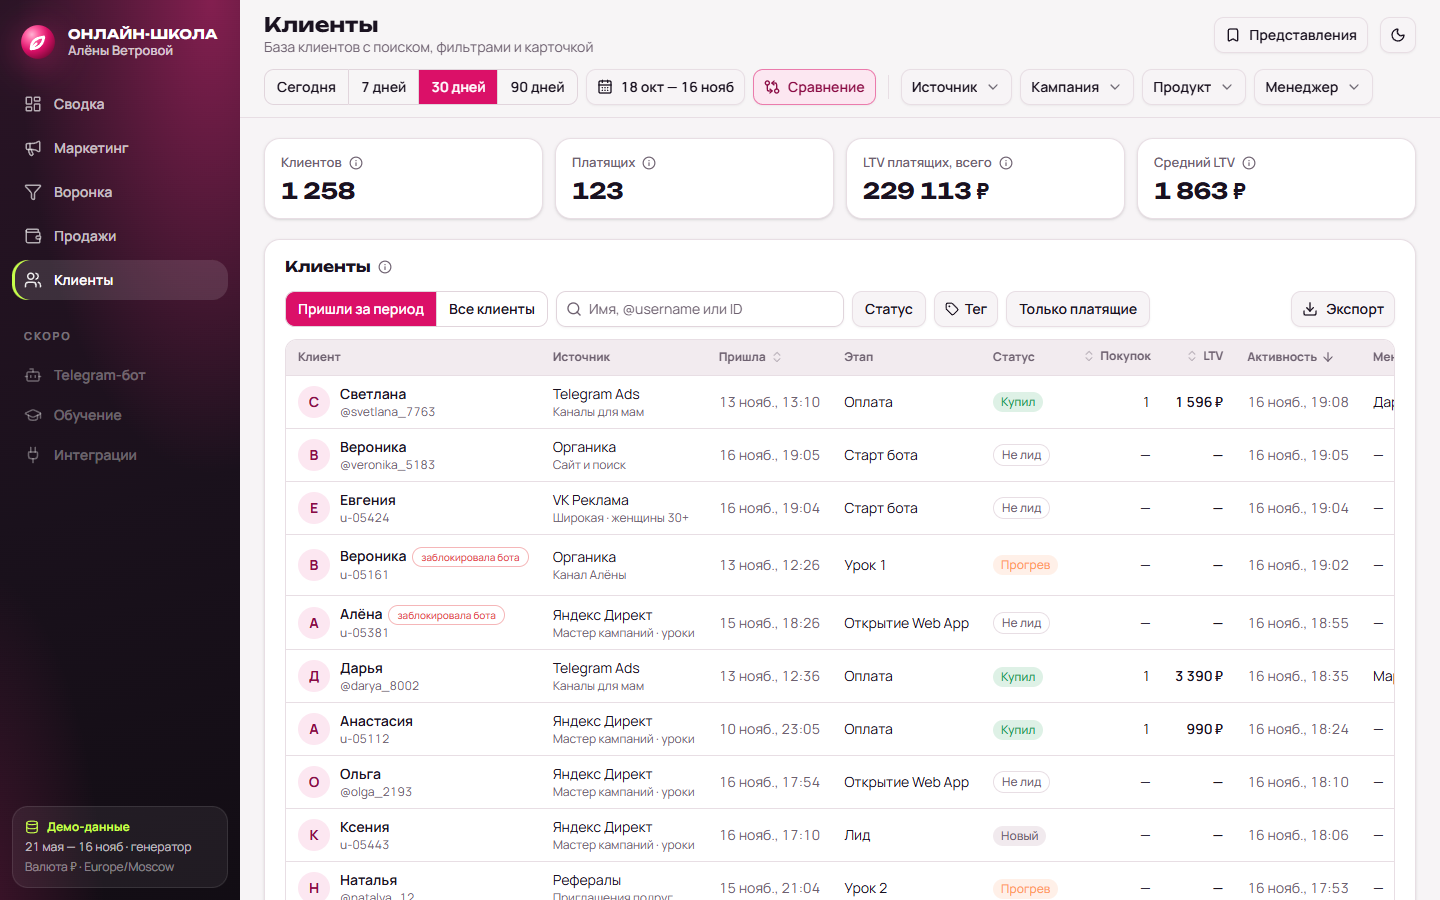 ОНЛАЙН-ШКОЛА
Алёны Ветровой
Сводка
Маркетинг
Воронка
Продажи
Клиенты
СКОРО
Telegram-бот
Обучение
Интеграции
Демо-данные
21 мая — 16 нояб · генератор
Валюта ₽ · Europe/Moscow
Клиенты
База клиентов с поиском, фильтрами и карточкой
Представления
Сегодня 7 дней 30 дней 90 дней 18 окт — 16 нояб Сравнение Источник Кампания Продукт Менеджер
Клиентов Платящих LTV платящих, всего Средний LTV
1 258 123 229 113 ₽ 1 863 ₽
Клиенты
Пришли за период Все клиенты Имя, @username или ID Статус Тег Только платящие Экспорт
Клиент Источник Пришла Этап Статус Покупок LTV Активность
Светлана Telegram Ads 13 нояб., 13:10 Оплата Купил 1 1 596 ₽ 16 нояб., 19:08
@svetlana_7763 Каналы для мам
Вероника Органика 16 нояб., 19:05 Старт бота Не лид — — 16 нояб., 19:05 —
@veronika_5183 Сайт и поиск
Евгения VK Реклама 16 нояб., 19:04 Старт бота Не лид — — 16 нояб., 19:04 —
u-05424 Широкая · женщины 30+
Вероника заблокировала бота Органика 13 нояб., 12:26 Урок 1 Прогрев — — 16 нояб., 19:02 —
u-05161 Канал Алёны
Алёна заблокировала бота Яндекс Директ 15 нояб., 18:26 Открытие Web App Не лид — — 16 нояб., 18:55 —
u-05381 Мастер кампаний · уроки
Дарья Telegram Ads 13 нояб., 12:36 Оплата Купил 1 3 390 ₽ 16 нояб., 18:35
@darya_8002 Каналы для мам
Анастасия Яндекс Директ 10 нояб., 23:05 Оплата Купил 1 990 ₽ 16 нояб., 18:24 —
u-05112 Мастер кампаний · уроки
Ольга Яндекс Директ 16 нояб., 17:54 Открытие Web App Не лид — — 16 нояб., 18:10 —
@olga_2193 Мастер кампаний · уроки
Ксения Яндекс Директ 16 нояб., 17:10 Лид Новый — — 16 нояб., 18:06 —
u-05443 Мастер кампаний · уроки
Наталья Рефералы 15 нояб., 21:04 Урок 2 Прогрев — — 16 нояб., 17:53 —